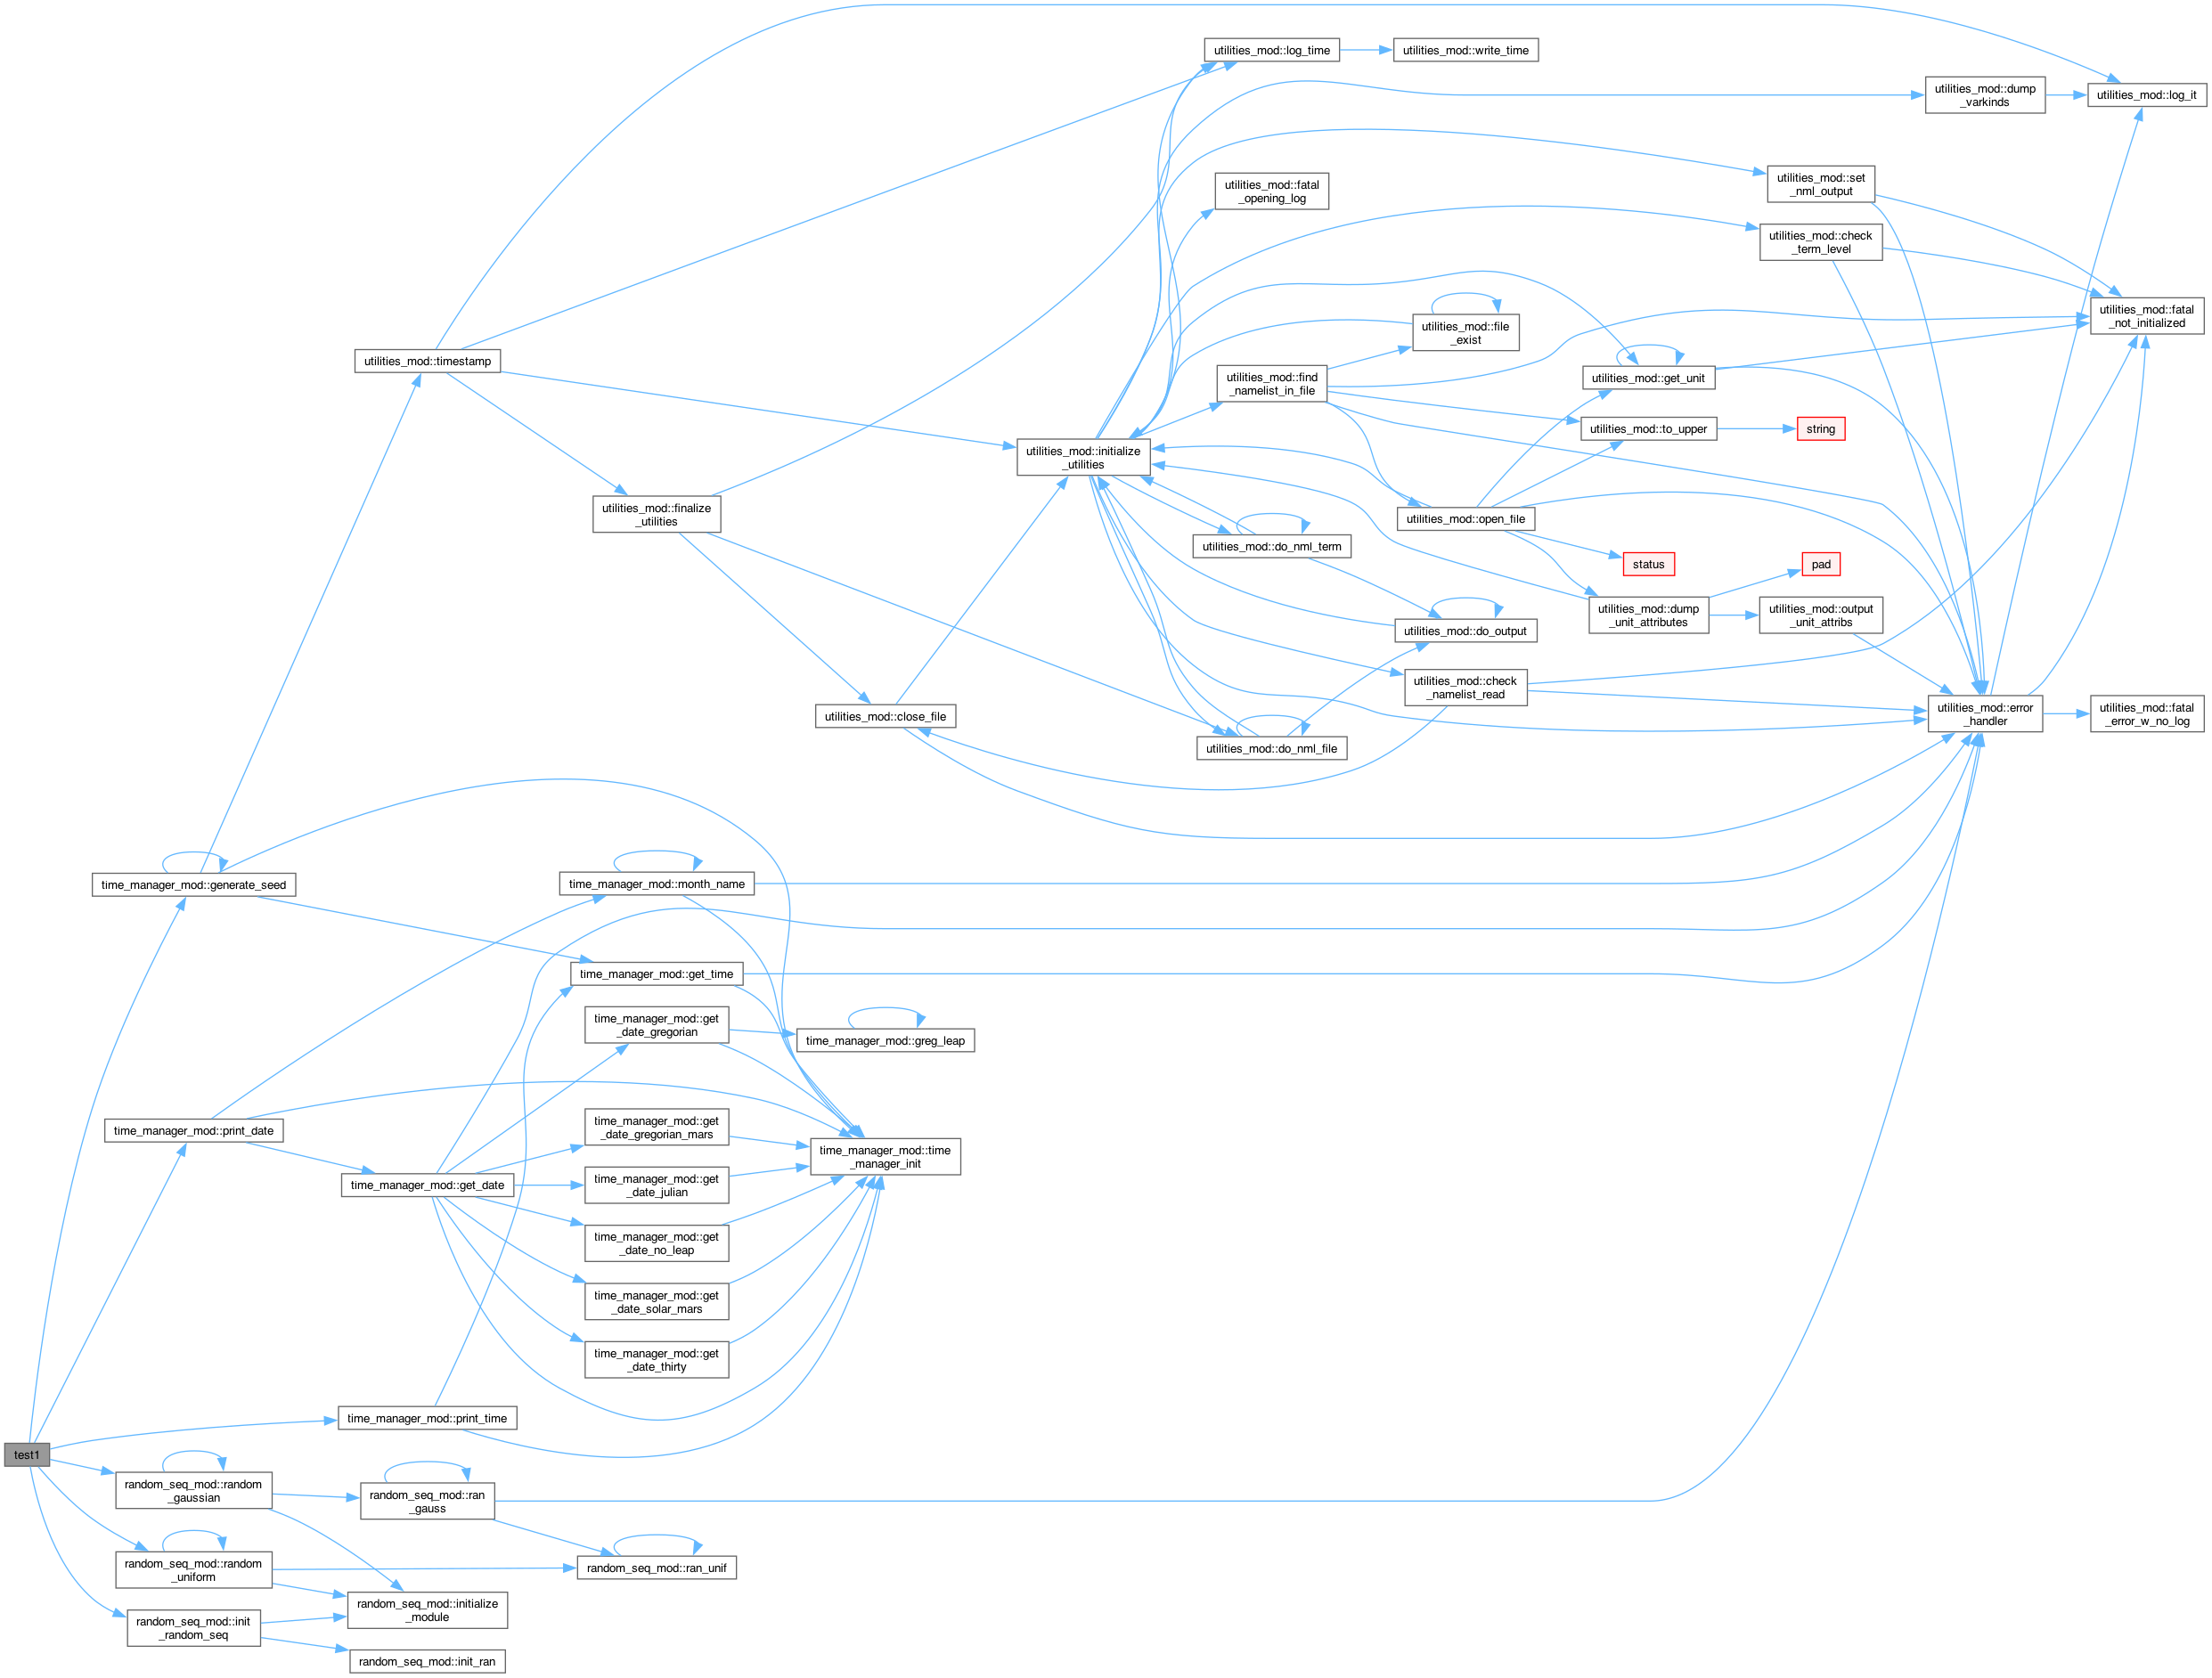 utilities_mod::log_time
utilities_mod::write_time
utilities_mod::dump
_varkinds
utilities_mod::log_it
utilities_mod::set
_nml_output
utilities_mod::fatal
_opening_log
utilities_mod::check
_term_level
utilities_mod::fatal
_not_initialized
utilities_mod::file
_exist
utilities_mod::timestamp
utilities_mod::find
_namelist_in_file
utilities_mod::get_unit
utilities_mod::to_upper
string
utilities_mod::initialize
_utilities
utilities_mod::finalize
_utilities
utilities_mod::open_file
utilities_mod::do_nml_term
status
pad
utilities_mod::dump
_unit_attributes
utilities_mod::output
_unit_attribs
utilities_mod::do_output
utilities_mod::check
_namelist_read
utilities_mod::close_file
utilities_mod::error
_handler
utilities_mod::fatal
_error_w_no_log
utilities_mod::do_nml_file
time_manager_mod::generate_seed
time_manager_mod::month_name
time_manager_mod::get_time
time_manager_mod::get
_date_gregorian
time_manager_mod::greg_leap
time_manager_mod::print_date
time_manager_mod::get
_date_gregorian_mars
time_manager_mod::time
_manager_init
time_manager_mod::get_date
time_manager_mod::get
_date_julian
time_manager_mod::get
_date_no_leap
time_manager_mod::get
_date_solar_mars
time_manager_mod::get
_date_thirty
time_manager_mod::print_time
test1
random_seq_mod::random
_gaussian
random_seq_mod::ran
_gauss
random_seq_mod::random
_uniform
random_seq_mod::ran_unif
random_seq_mod::initialize
_module
random_seq_mod::init
_random_seq
random_seq_mod::init_ran